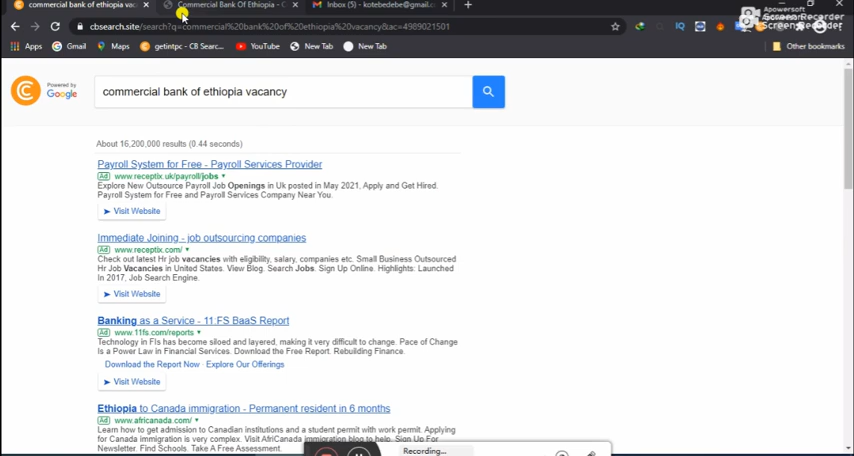 commercial bank of ethiopia vac
Commercial Bank Of Ethiopia - C
Inbox (5) - kotebedebe@gmail.c
cbsearch.site/search?q=commercial%20bank%20of%20ethiopia%20vacancy%20&ac=4989021501
Apowersoft
Screen Recorder
Apps
Gmail
Maps
getintpc - CB Searc...
YouTube
New Tab
New Tab
Other bookmarks
Powered by
Google
commercial bank of ethiopia vacancy
About 16,200,000 results (0.44 seconds)
Payroll System for Free - Payroll Services Provider
Ad www.receptix.uk/payroll/jobs
Explore New Outsource Payroll Job Openings in Uk posted in May 2021, Apply and Get Hired.
Payroll System for Free and Payroll Services Company Near You.
Visit Website
Immediate Joining - job outsourcing companies
Ad www.receptix.com/
Check out latest Hr job vacancies with eligibility, salary, companies etc. Small Business Outsourced
Hr Job Vacancies in United States. View Blog. Search Jobs. Sign Up Online. Highlights: Launched
In 2017, Job Search Engine.
Visit Website
Banking as a Service - 11:FS BaaS Report
Ad www.11fs.com/reports
Technology in FIs has become siloed and layered, making it very difficult to change. Pace of Change
Is a Power Law in Financial Services. Download the Free Report. Rebuilding Finance.
Download the Report Now Explore Our Offerings
Visit Website
Ethiopia to Canada immigration - Permanent resident in 6 months
Ad www.africanada.com/
Learn how to get admission to Canadian institutions and a student permit with work permit. Applying
for Canada immigration is very complex. Visit AfriCanada immigration blog to help. Sign Up For
Newsletter. Find Schools. Take A Free Assessment.
Recording...